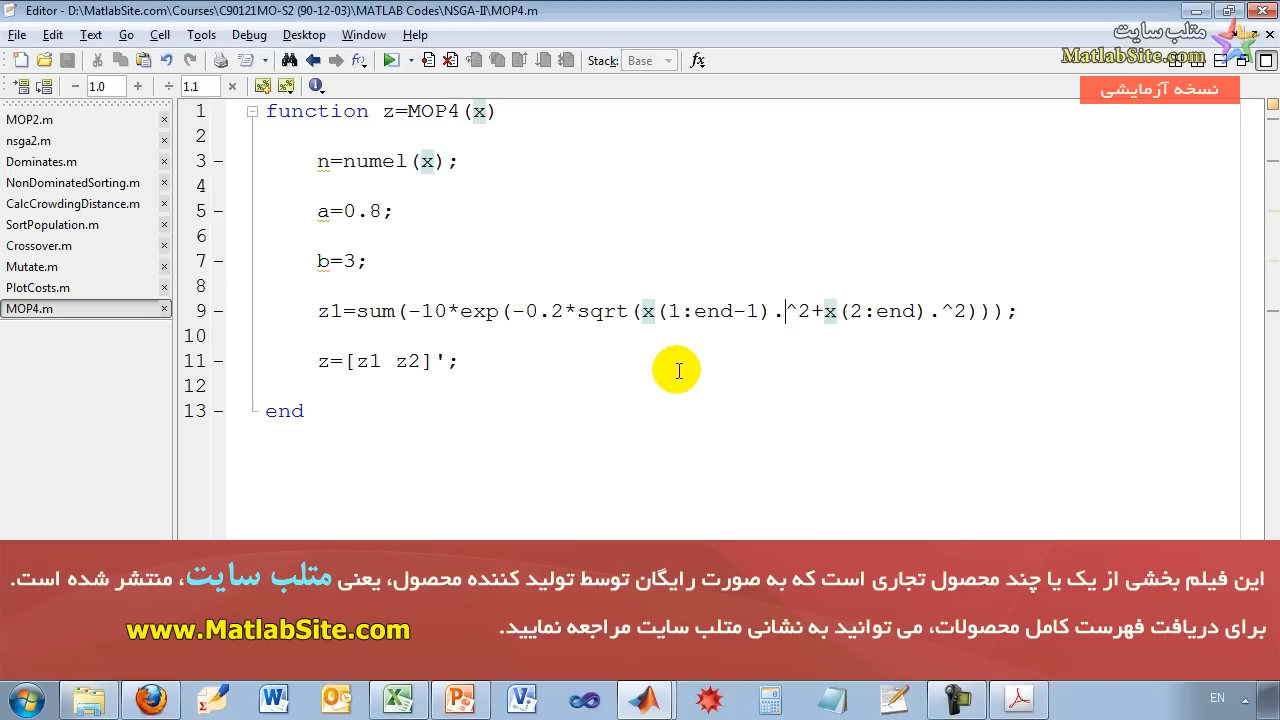 Editor - D:\MatlabSite.com\Courses\C90121MO-S2 (90-12-03)\MATLAB Codes\NSGA-II\MOP4.m
File Edit Text Go Cell Tools Debug Desktop Window Help
متلب سایت
MatlabSite.com
Stack: Base fx
1.0 1.1
نسخه آزمایشی
MOP2.m
nsga2.m
Dominates.m
NonDominatedSorting.m
CalcCrowdingDistance.m
SortPopulation.m
Crossover.m
Mutate.m
PlotCosts.m
MOP4.m
1 function z=MOP4(x)
2
3 n=numel(x);
4
5 a=0.8;
6
7 b=3;
8
9 z1=sum(-10*exp(-0.2*sqrt(x(1:end-1).^2+x(2:end).^2)));
10
11 z=[z1 z2]';
12
13 end
این فیلم بخشی از یک یا چند محصول تجاری است که به صورت رایگان توسط تولید کننده محصول، یعنی متلب سایت، منتشر شده است.
برای دریافت فهرست کامل محصولات، می توانید به نشانی متلب سایت مراجعه نمایید. www.MatlabSite.com
EN